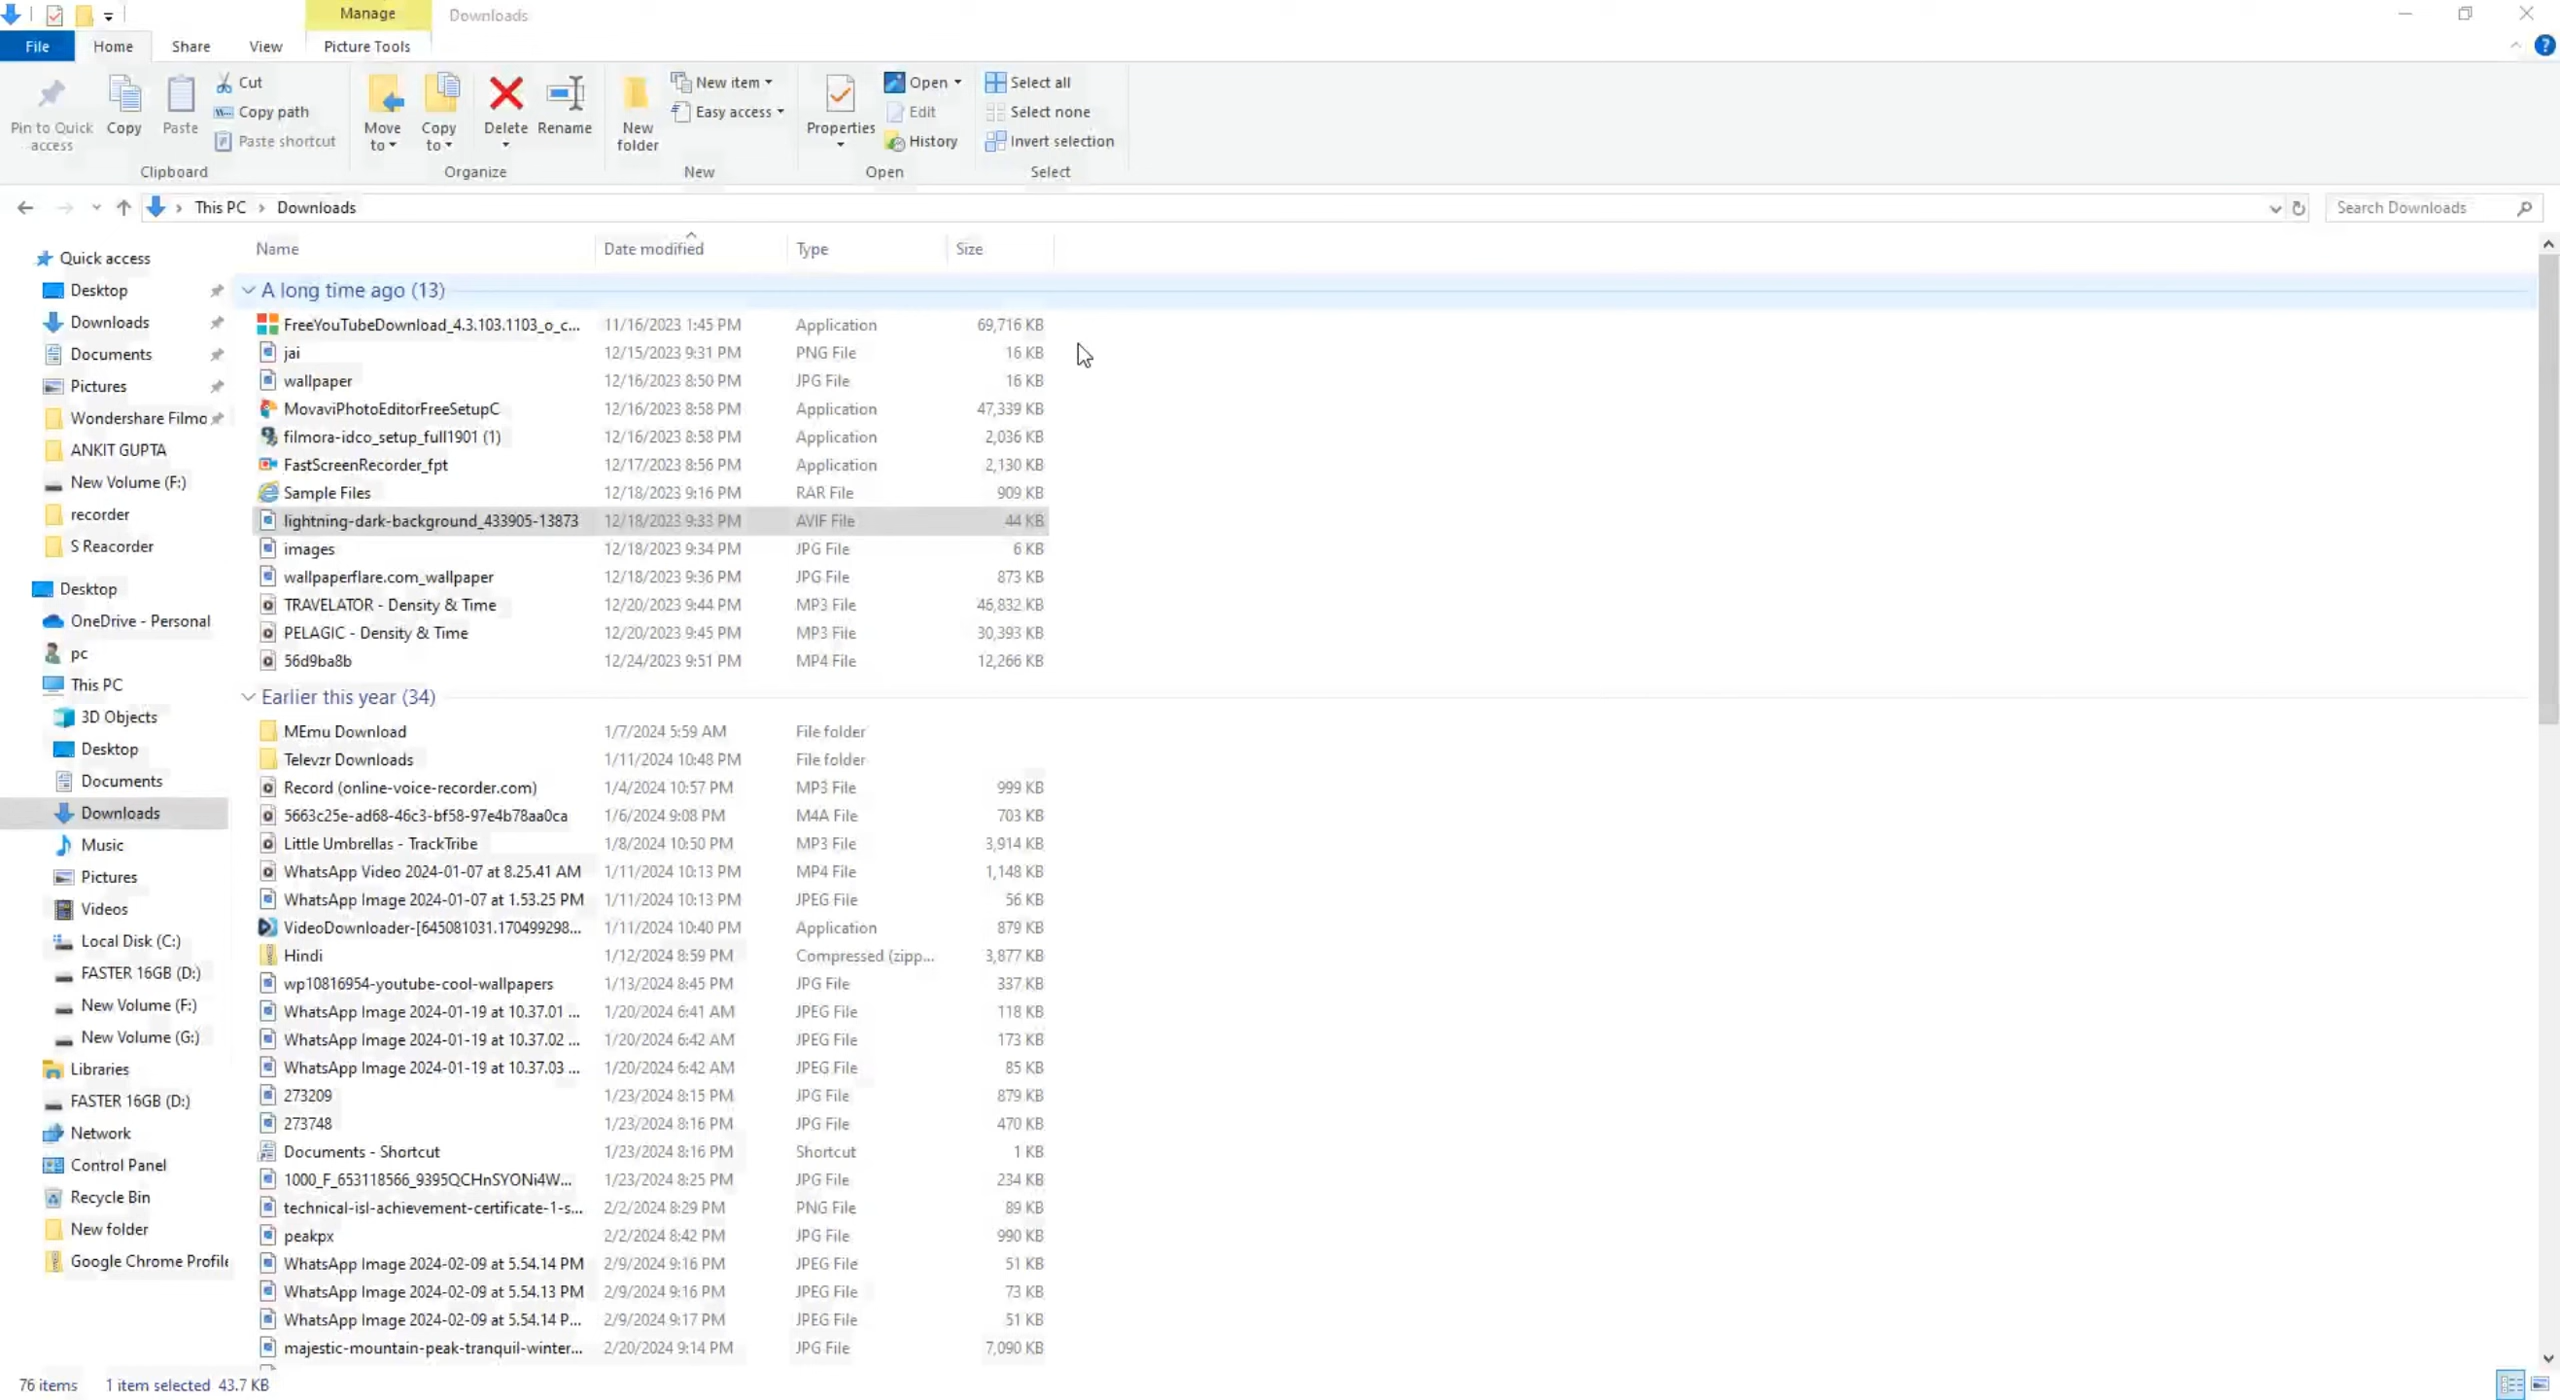 Manage
Downloads
File
Home
Share
View
Picture Tools
Pin to Quick access
Copy
Paste
Cut
Copy path
Paste shortcut
Clipboard
Move to
Copy to
Delete
Rename
Organize
New folder
New item
Easy access
New
Properties
Open
Edit
History
Open
Select all
Select none
Invert selection
Select
This PC > Downloads
Search Downloads
Quick access
Desktop
Downloads
Documents
Pictures
Wondershare Filmo
ANKIT GUPTA
New Volume (F:)
recorder
S Reacorder
Desktop
OneDrive - Personal
pc
This PC
3D Objects
Desktop
Documents
Downloads
Music
Pictures
Videos
Local Disk (C:)
FASTER 16GB (D:)
New Volume (F:)
New Volume (G:)
Libraries
FASTER 16GB (D:)
Network
Control Panel
Recycle Bin
New folder
Google Chrome Profile
Name Date modified Type Size
A long time ago (13)
FreeYouTubeDownload_4.3.103.1103_o_c... 11/16/2023 1:45 PM Application 69,716 KB
jai 12/15/2023 9:31 PM PNG File 16 KB
wallpaper 12/16/2023 8:50 PM JPG File 16 KB
MovaviPhotoEditorFreeSetupC 12/16/2023 8:58 PM Application 47,339 KB
filmora-idco_setup_full1901 (1) 12/16/2023 8:58 PM Application 2,036 KB
FastScreenRecorder_fpt 12/17/2023 8:56 PM Application 2,130 KB
Sample Files 12/18/2023 9:16 PM RAR File 909 KB
lightning-dark-background_433905-13873 12/18/2023 9:33 PM AVIF File 44 KB
images 12/18/2023 9:34 PM JPG File 6 KB
wallpaperflare.com_wallpaper 12/18/2023 9:36 PM JPG File 873 KB
TRAVELATOR - Density & Time 12/20/2023 9:44 PM MP3 File 46,832 KB
PELAGIC - Density & Time 12/20/2023 9:45 PM MP3 File 30,393 KB
56d9ba8b 12/24/2023 9:51 PM MP4 File 12,266 KB
Earlier this year (34)
MEmu Download 1/7/2024 5:59 AM File folder
Televzr Downloads 1/11/2024 10:48 PM File folder
Record (online-voice-recorder.com) 1/4/2024 10:57 PM MP3 File 999 KB
5663c25e-ad68-46c3-bf58-97e4b78aa0ca 1/6/2024 9:08 PM M4A File 703 KB
Little Umbrellas - TrackTribe 1/8/2024 10:50 PM MP3 File 3,914 KB
WhatsApp Video 2024-01-07 at 8.25.41 AM 1/11/2024 10:13 PM MP4 File 1,148 KB
WhatsApp Image 2024-01-07 at 1.53.25 PM 1/11/2024 10:13 PM JPEG File 56 KB
VideoDownloader-[645081031.170499298... 1/11/2024 10:40 PM Application 879 KB
Hindi 1/12/2024 8:59 PM Compressed (zipp... 3,877 KB
wp10816954-youtube-cool-wallpapers 1/13/2024 8:45 PM JPG File 337 KB
WhatsApp Image 2024-01-19 at 10.37.01 ... 1/20/2024 6:41 AM JPEG File 118 KB
WhatsApp Image 2024-01-19 at 10.37.02 ... 1/20/2024 6:42 AM JPEG File 173 KB
WhatsApp Image 2024-01-19 at 10.37.03 ... 1/20/2024 6:42 AM JPEG File 85 KB
273209 1/23/2024 8:15 PM JPG File 879 KB
273748 1/23/2024 8:16 PM JPG File 470 KB
Documents - Shortcut 1/23/2024 8:16 PM Shortcut 1 KB
1000_F_653118566_9395QCHnSYONi4W... 1/23/2024 8:25 PM JPG File 234 KB
technical-isl-achievement-certificate-1-s... 2/2/2024 8:29 PM PNG File 89 KB
peakpx 2/2/2024 8:42 PM JPG File 990 KB
WhatsApp Image 2024-02-09 at 5.54.14 PM 2/9/2024 9:16 PM JPEG File 51 KB
WhatsApp Image 2024-02-09 at 5.54.13 PM 2/9/2024 9:16 PM JPEG File 73 KB
WhatsApp Image 2024-02-09 at 5.54.14 P... 2/9/2024 9:17 PM JPEG File 51 KB
majestic-mountain-peak-tranquil-winter... 2/20/2024 9:14 PM JPG File 7,090 KB
76 items 1 item selected 43.7 KB